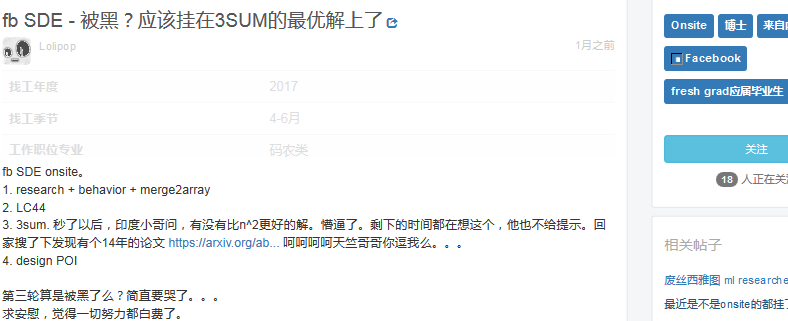 fb SDE - 被黑？应该挂在3SUM的最优解上了
Lolipop
1月之前
找工年度 2017
找工季节 4-6月
工作职位专业 码农类
fb SDE onsite。
1. research + behavior + merge2array
2. LC44
3. 3sum. 秒了以后，印度小哥问，有没有比n^2更好的解。懵逼了。剩下的时间都在想这个，他也不给提示。回
家搜了下发现有个14年的论文 https://arxiv.org/ab... 呵呵呵呵天竺哥哥你逗我么。。。
4. design POI
第三轮算是被黑了么？简直要哭了。。。
求安慰，觉得一切努力都白费了。
Onsite 博士 来自
Facebook
fresh grad应届毕业生
关注
18 人正在关
相关帖子
废丝西雅图 ml researche
最近是不是onsite的都挂